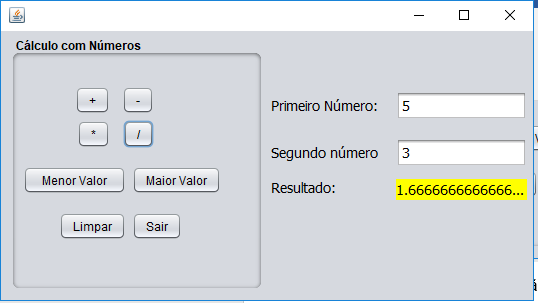 Cálculo com Números
+ -
* /
Menor Valor Maior Valor
Limpar Sair
Primeiro Número: 5
Segundo número 3
Resultado: 1.6666666666666...